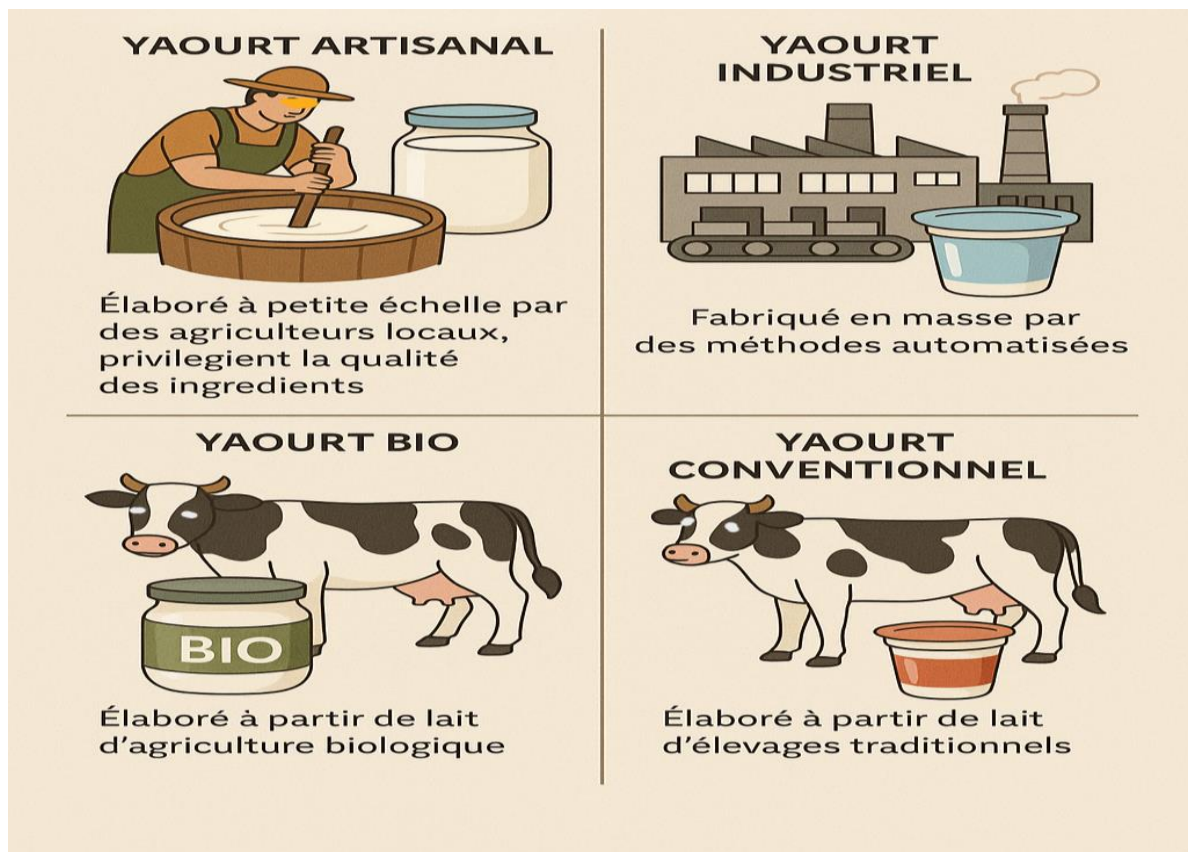 YAOURT ARTISANAL
Élaboré à petite échelle par
des agriculteurs locaux,
privilegient la qualité
des ingredients
YAOURT
INDUSTRIEL
Fabriqué en masse par
des méthodes automatisées
YAOURT BIO
BIO
Élaboré à partir de lait
d'agriculture biologique
YAOURT
CONVENTIONNEL
Élaboré à partir de lait
d'élevages traditionnels